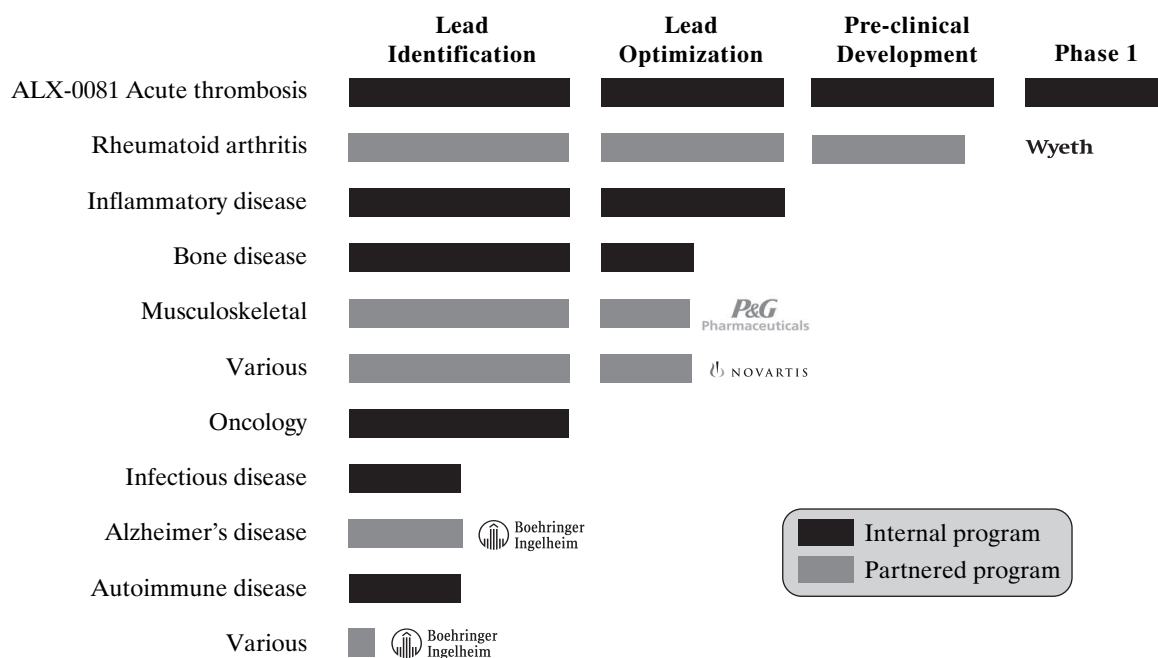 Lead
Identification
Lead
Optimization
Pre-clinical
Development
Phase 1
ALX-0081 Acute thrombosis
Rheumatoid arthritis
Wyeth
Inflammatory disease
Bone disease
Musculoskeletal
P&G
Pharmaceuticals
Various
NOVARTIS
Oncology
Infectious disease
Alzheimer's disease
Boehringer
Ingelheim
Autoimmune disease
Various
Boehringer
Ingelheim
Internal program
Partnered program